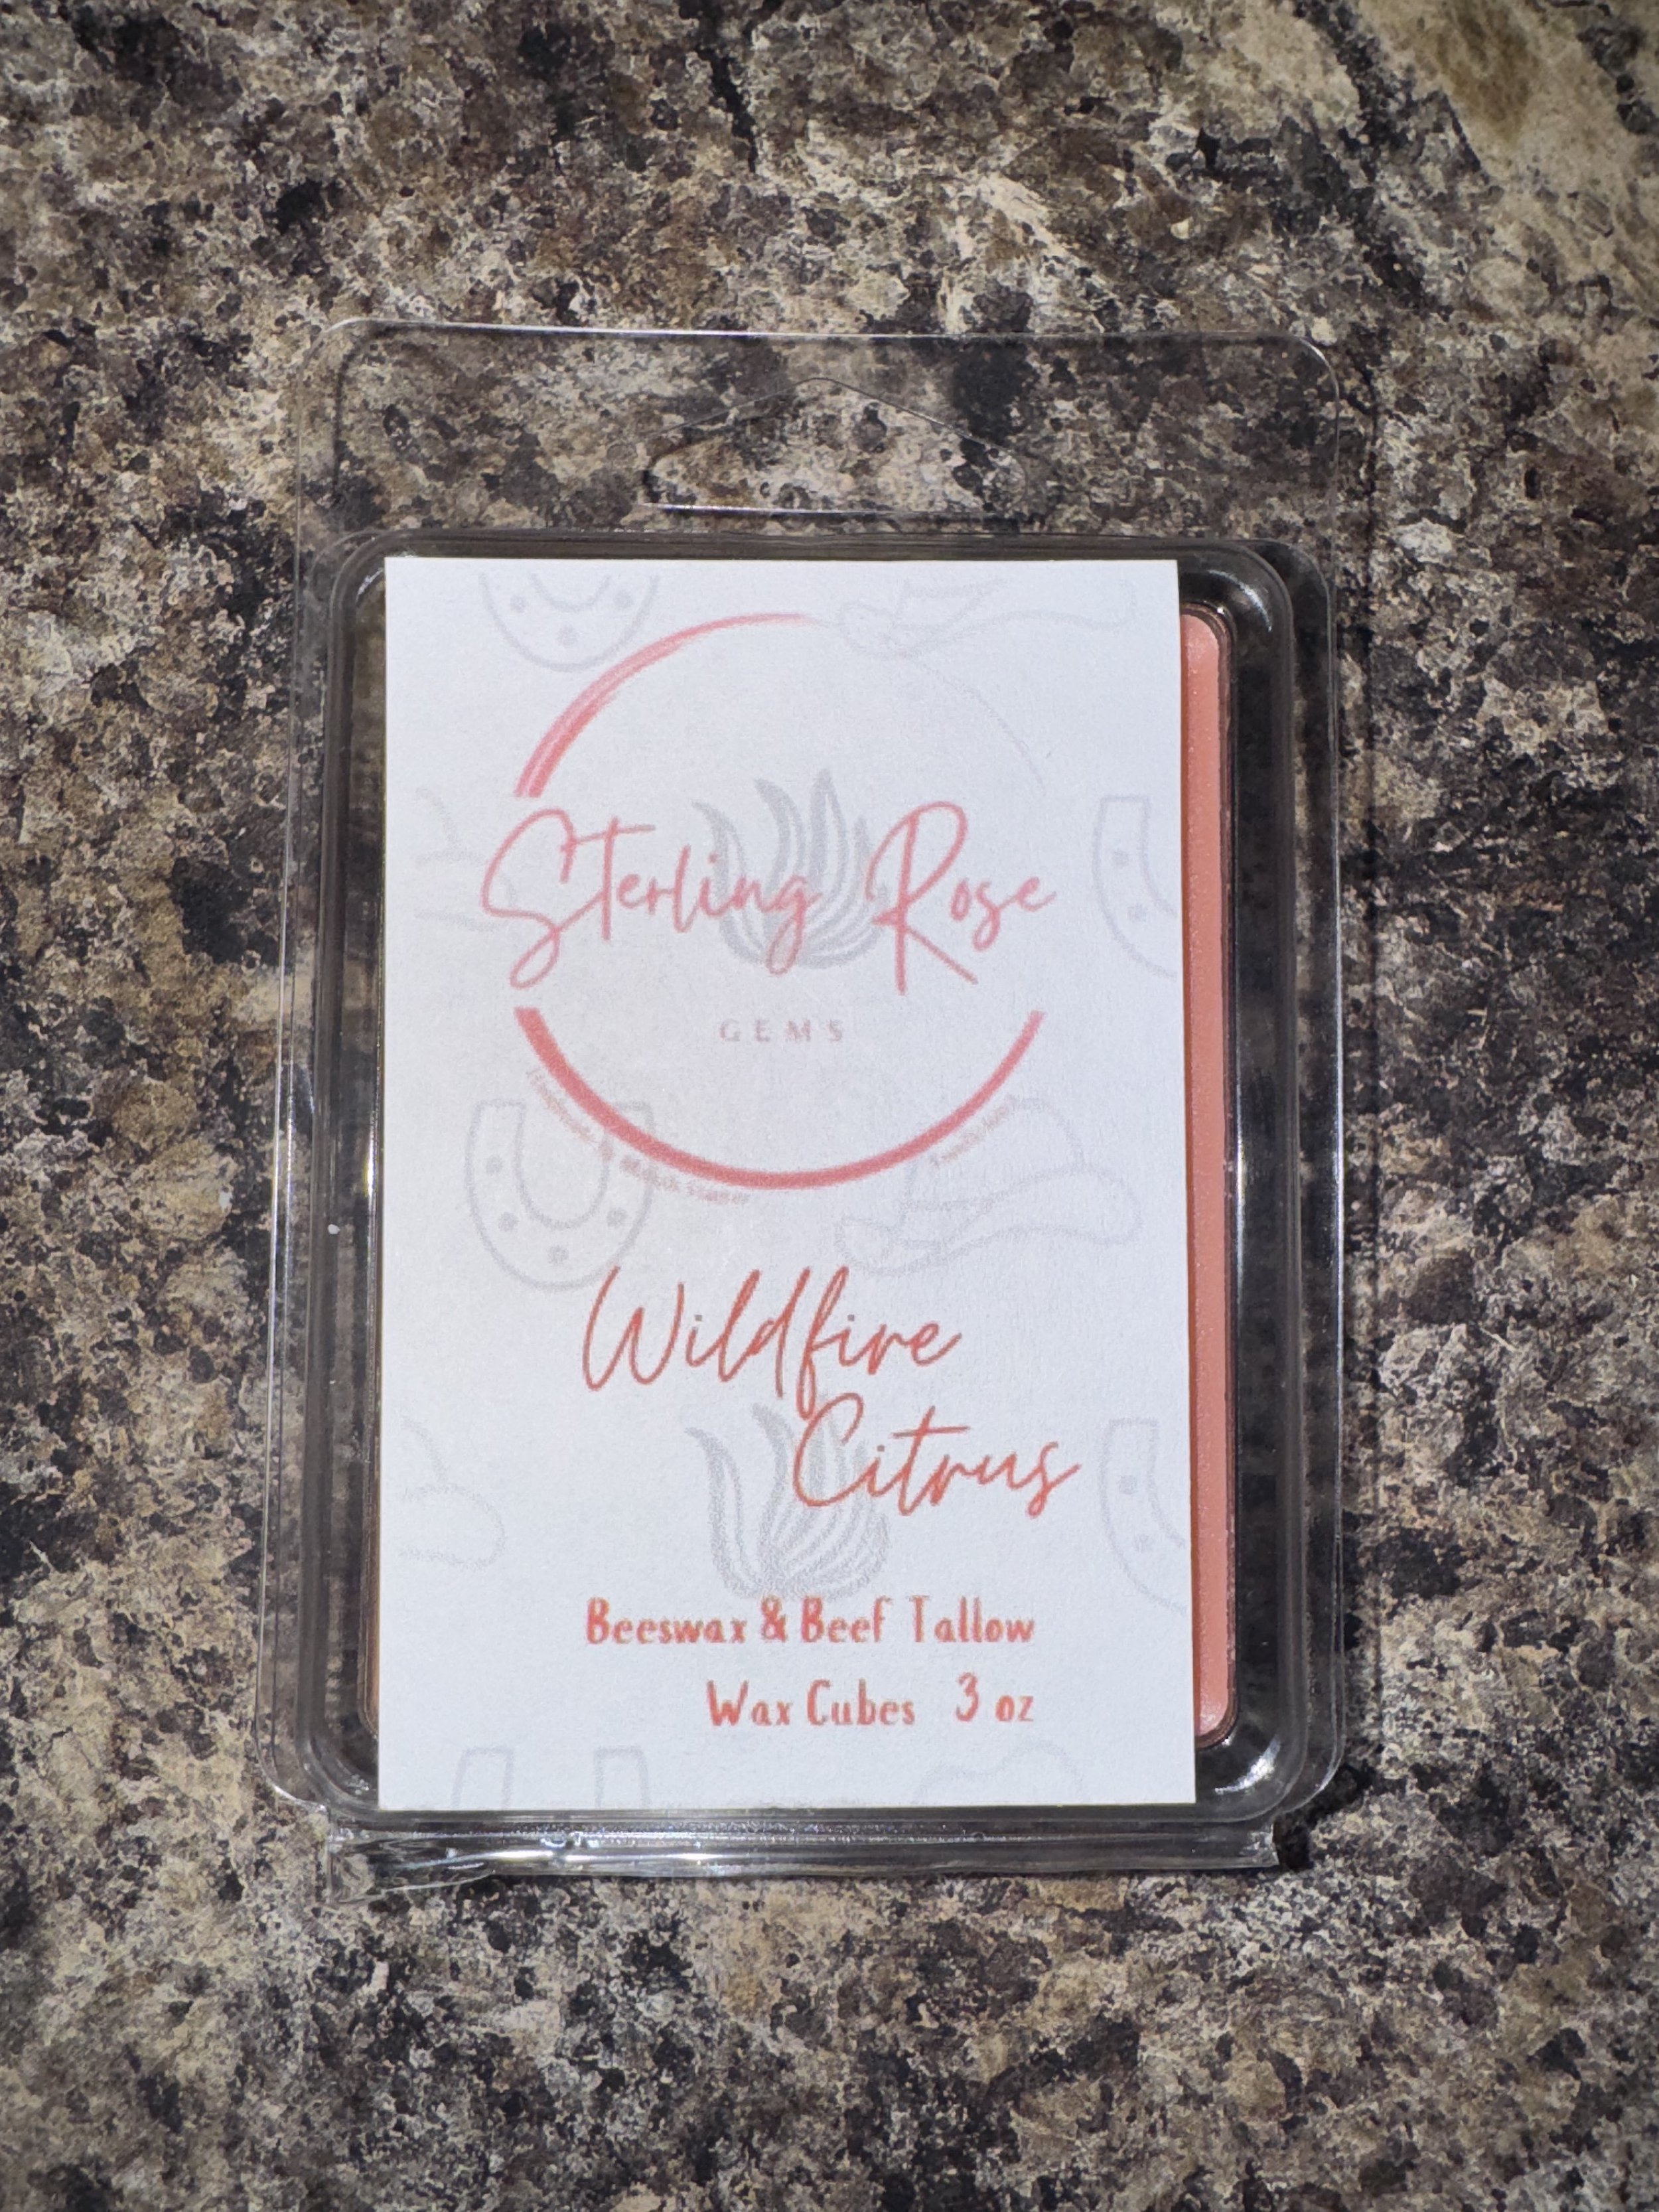 Sterling Rose
GEMS
Wildfire
Citrus
Beeswax & Beef Tallow
Wax Cubes 3 oz